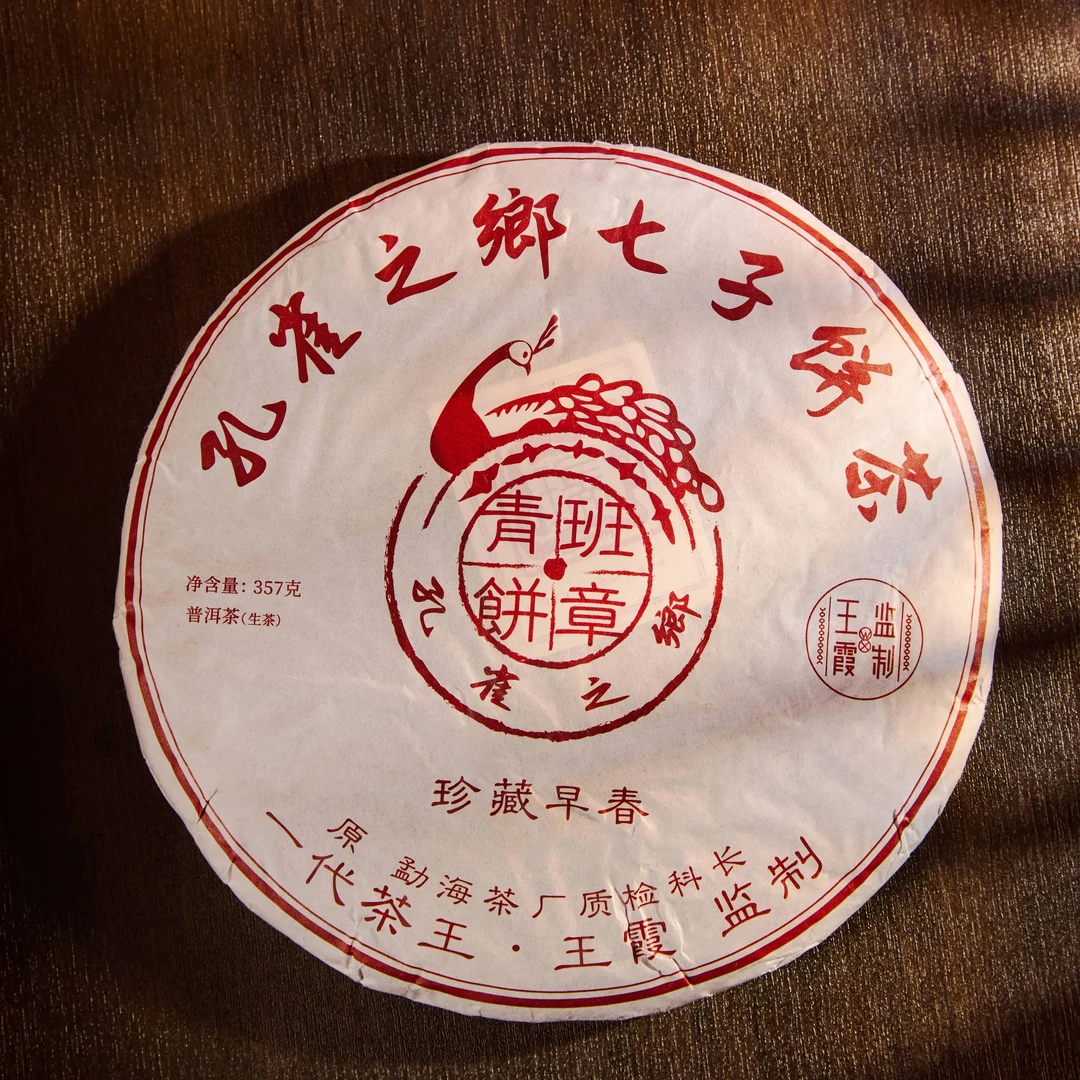 孔雀之鄉七子餅茶
班章
青餅
孔雀之鄉
净含量：357克
普洱茶（生茶）
监制
王霞
WX
珍藏早春
原勐海茶厂质检科长
一代茶王·王霞 监制